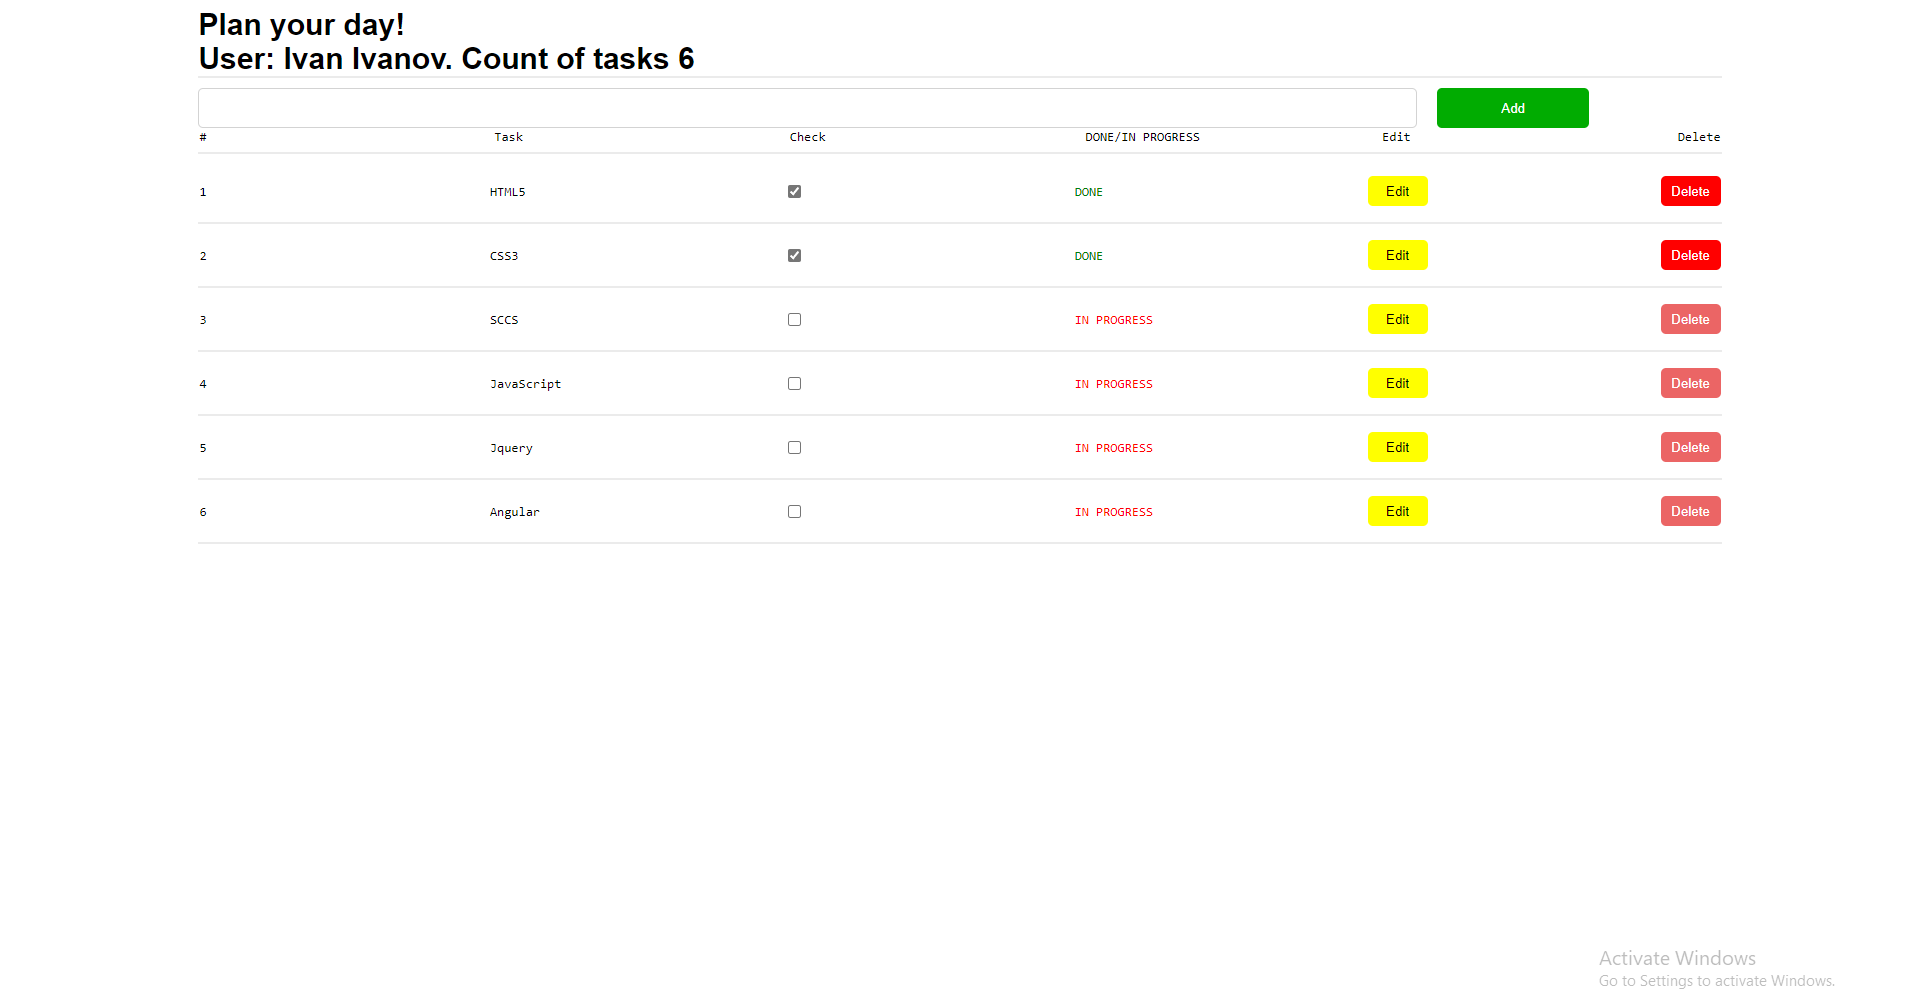 Plan your day!
User: Ivan Ivanov. Count of tasks 6
Add
# Task Check DONE/IN PROGRESS Edit Delete
1 HTML5 DONE Edit Delete
2 CSS3 DONE Edit Delete
3 SCCS IN PROGRESS Edit Delete
4 JavaScript IN PROGRESS Edit Delete
5 Jquery IN PROGRESS Edit Delete
6 Angular IN PROGRESS Edit Delete
Activate Windows
Go to Settings to activate Windows.